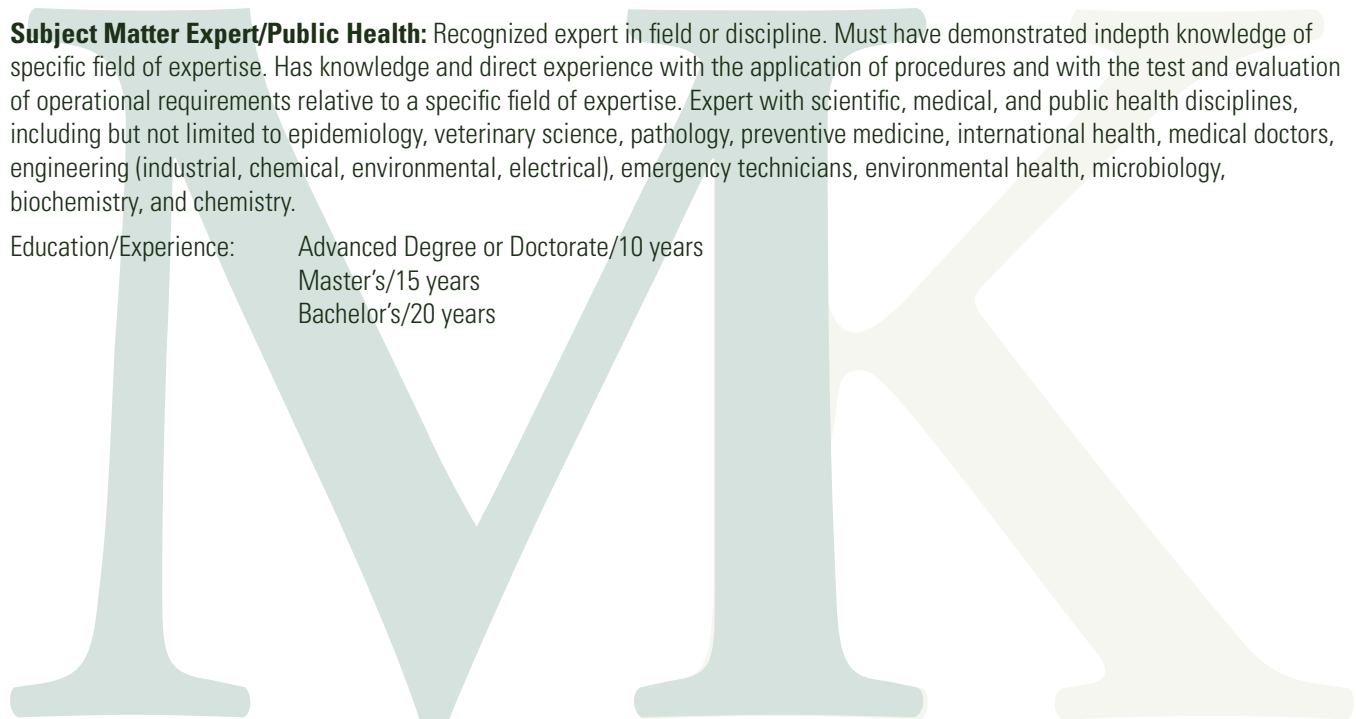 Subject Matter Expert/Public Health: Recognized expert in field or discipline. Must have demonstrated indepth knowledge of
specific field of expertise. Has knowledge and direct experience with the application of procedures and with the test and evaluation
of operational requirements relative to a specific field of expertise. Expert with scientific, medical, and public health disciplines,
including but not limited to epidemiology, veterinary science, pathology, preventive medicine, international health, medical doctors,
engineering (industrial, chemical, environmental, electrical), emergency technicians, environmental health, microbiology,
biochemistry, and chemistry.
Education/Experience: Advanced Degree or Doctorate/10 years
Master’s/15 years
Bachelor’s/20 years
MK